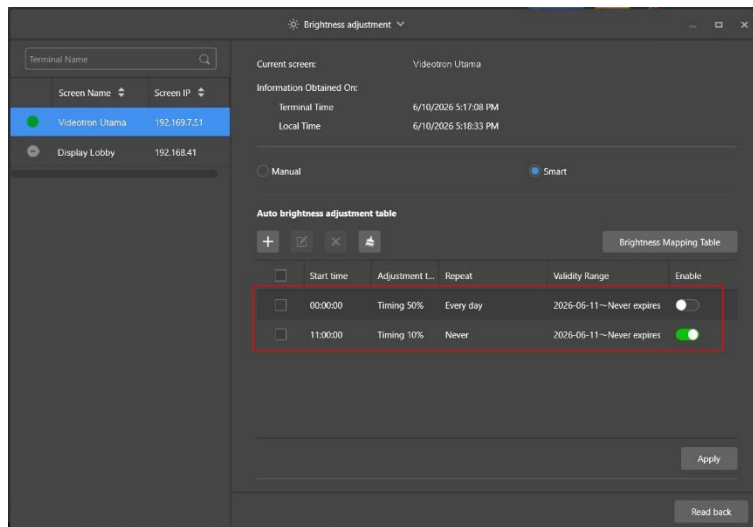 Brightness adjustment
Terminal Name
Screen Name Screen IP
Videotron Utama 192.169.7.51
Display Lobby 192.168.41
Current screen: Videotron Utama
Information Obtained On:
Terminal Time 6/10/2026 5:17:08 PM
Local Time 6/10/2026 5:18:33 PM
Manual Smart
Auto brightness adjustment table
Brightness Mapping Table
Start time Adjustment t... Repeat Validity Range Enable
00:00:00 Timing 50% Every day 2026-06-11~Never expires
11:00:00 Timing 10% Never 2026-06-11~Never expires
Apply
Read back